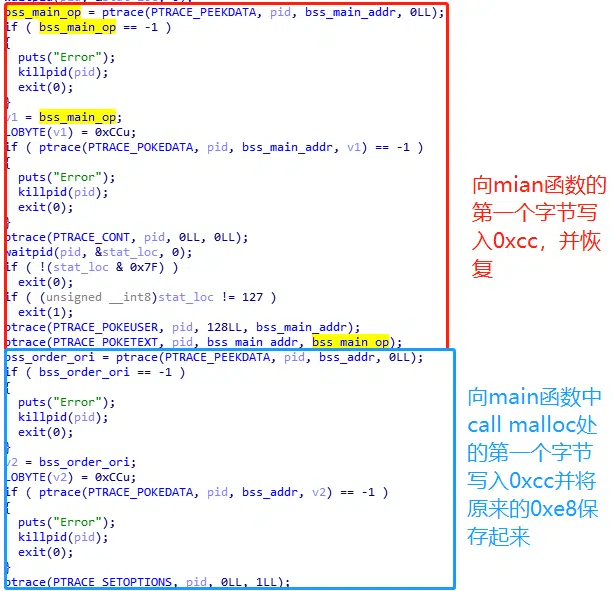 bss_main_op = ptrace(PTRACE_PEEKDATA, pid, bss_main_addr, 0LL);
if ( bss_main_op == -1 )
{
puts("Error");
killpid(pid);
exit(0);
}
v1 = bss_main_op;
LOBYTE(v1) = 0xCCu;
if ( ptrace(PTRACE_POKEDATA, pid, bss_main_addr, v1) == -1 )
{
puts("Error");
killpid(pid);
exit(0);
}
ptrace(PTRACE_CONT, pid, 0LL, 0LL);
waitpid(pid, &stat_loc, 0);
if ( !(stat_loc & 0x7F) )
exit(0);
if ( (unsigned __int8)stat_loc != 127 )
exit(1);
ptrace(PTRACE_POKEUSER, pid, 128LL, bss_main_addr);
ptrace(PTRACE_POKETEXT, pid, bss_main_addr, bss_main_op);
向mian函数的
第一个字节写
入0xcc，并恢
复
bss_order_ori = ptrace(PTRACE_PEEKDATA, pid, bss_addr, 0LL);
if ( bss_order_ori == -1 )
{
puts("Error");
killpid(pid);
exit(0);
}
v2 = bss_order_ori;
LOBYTE(v2) = 0xCCu;
if ( ptrace(PTRACE_POKEDATA, pid, bss_addr, v2) == -1 )
{
puts("Error");
killpid(pid);
exit(0);
}
ptrace(PTRACE_SETOPTIONS, pid, 0LL, 1LL);
向main函数中
call malloc处
的第一个字节
写入0xcc并将
原来的0xe8保
存起来